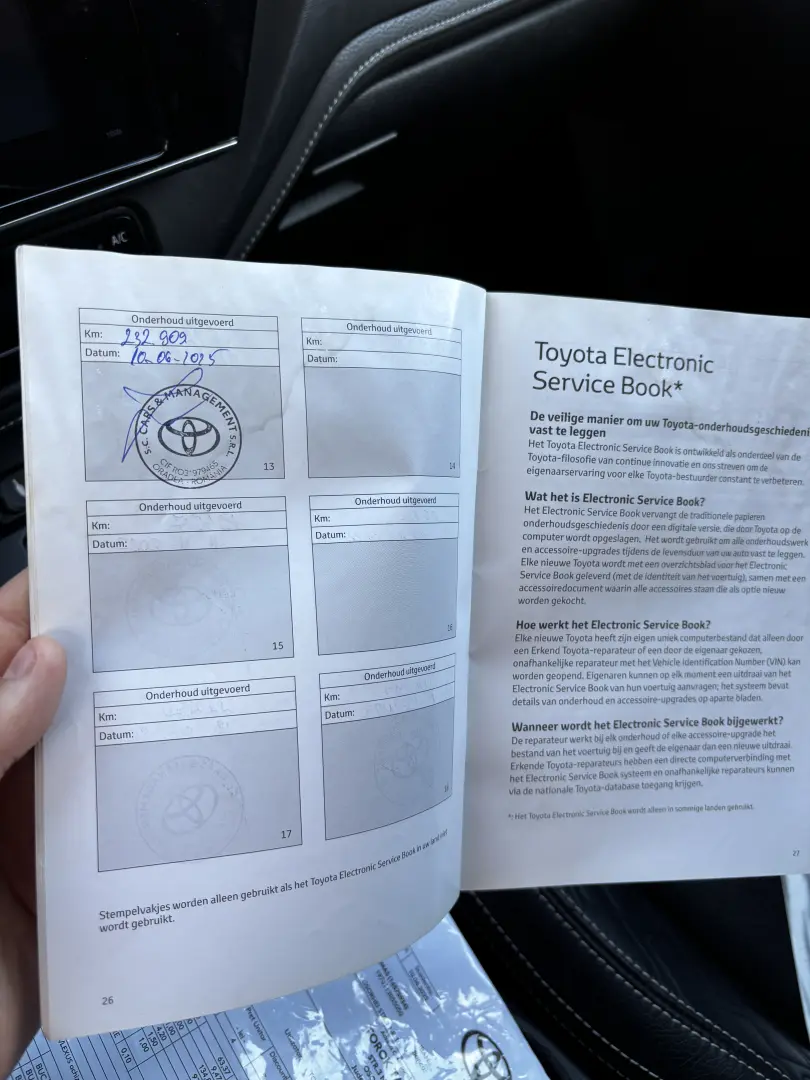 A/C
Onderhoud uitgevoerd
Km: 232.909
Datum: 10-06-2025
S.C. CARS & MANAGEMENT S.R.L.
ORADEA - ROMANIA
13
Onderhoud uitgevoerd
Km:
Datum:
14
Onderhoud uitgevoerd
Km:
Datum:
15
Onderhoud uitgevoerd
Km:
Datum:
16
Onderhoud uitgevoerd
Km:
Datum:
17
Onderhoud uitgevoerd
Km:
Datum:
Stempelvakjes worden alleen gebruikt als het Toyota Electronic Service Book in uw land niet
wordt gebruikt.
26
Toyota Electronic
Service Book*
De veilige manier om uw Toyota-onderhoudsgeschiedeni
vast te leggen
Het Toyota Electronic Service Book is ontwikkeld als onderdeel van de
Toyota-filosofie van continue innovatie en ons streven om de
eigenaarservaring voor elke Toyota-bestuurder constant te verbeteren.
Wat het is Electronic Service Book?
Het Electronic Service Book vervangt de traditionele papieren
onderhoudsgeschiedenis door een digitale versie, die door Toyota op de
computer wordt opgeslagen. Het wordt gebruikt om alle onderhoudswerk
en accessoire-upgrades tijdens de levensduur van uw auto vast te leggen.
Elke nieuwe Toyota wordt met een overzichtsblad voor het Electronic
Service Book geleverd (met de identiteit van het voertuig), samen met een
accessoiredocument waarin alle accessoires staan die als optie nieuw
worden gekocht.
Hoe werkt het Electronic Service Book?
Elke nieuwe Toyota heeft zijn eigen uniek computerbestand dat alleen door
een Erkend Toyota-reparateur of een door de eigenaar gekozen,
onafhankelijke reparateur met het Vehicle Identification Number (VIN) kan
worden geopend. Eigenaren kunnen op elk moment een uitdraai van het
Electronic Service Book van hun voertuig aanvragen; het systeem bevat
details van onderhoud en accessoire-upgrades op aparte bladen.
Wanneer wordt het Electronic Service Book bijgewerkt?
De reparateur werkt bij elk onderhoud of elke accessoire-upgrade het
bestand van het voertuig bij en geeft de eigenaar dan een nieuwe uitdraai.
Erkende Toyota-reparateurs hebben een directe computerverbinding met
het Electronic Service Book systeem en onafhankelijke reparateurs kunnen
via de nationale Toyota-database toegang krijgen.
*: Het Toyota Electronic Service Book wordt alleen in sommige landen gebruikt.
27